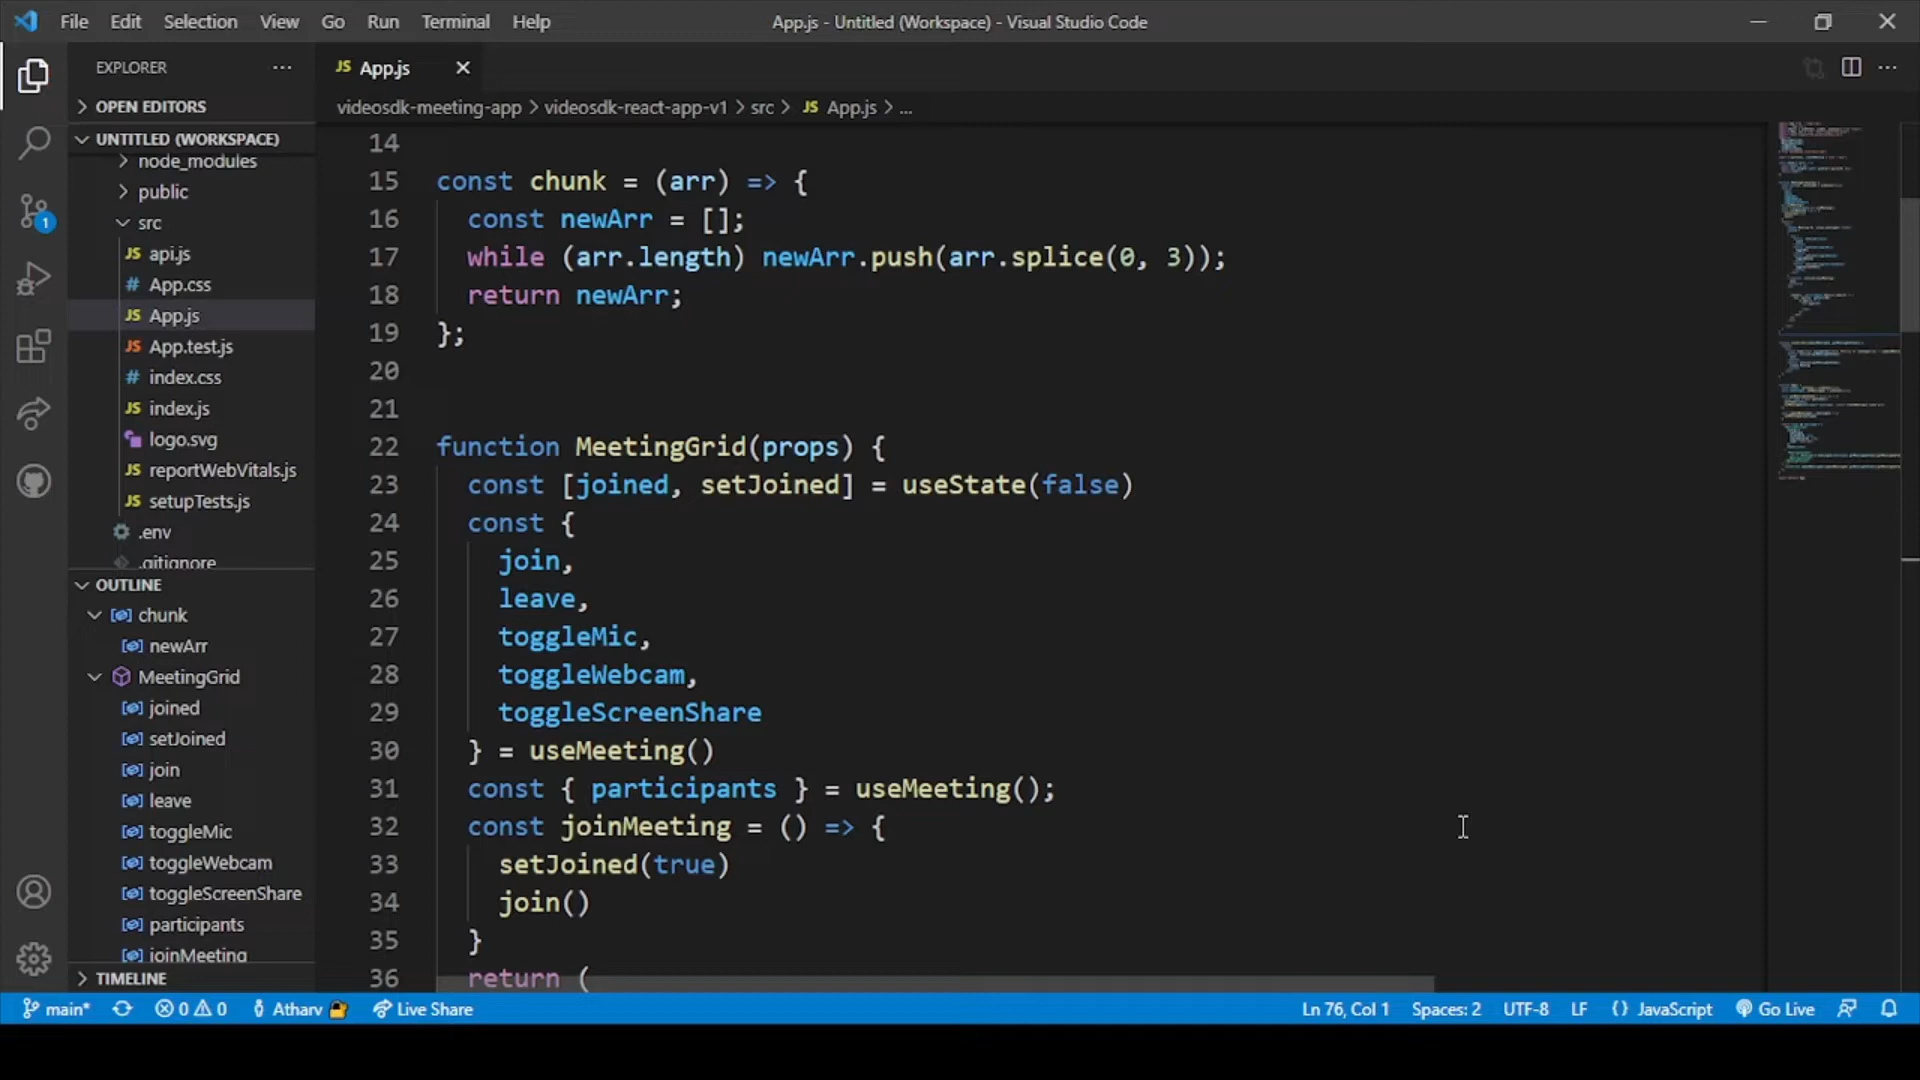 File Edit Selection View Go Run Terminal Help
App.js - Untitled (Workspace) - Visual Studio Code
EXPLORER
JS App.js
OPEN EDITORS
videosdk-meeting-app > videosdk-react-app-v1 > src > JS App.js > ...
UNTITLED (WORKSPACE)
node_modules
public
src
JS api.js
# App.css
JS App.js
JS App.test.js
# index.css
JS index.js
logo.svg
JS reportWebVitals.js
JS setupTests.js
.env
.gitignore
OUTLINE
chunk
newArr
MeetingGrid
joined
setJoined
join
leave
toggleMic
toggleWebcam
toggleScreenShare
participants
joinMeeting
TIMELINE
14
15 const chunk = (arr) => {
16 const newArr = [];
17 while (arr.length) newArr.push(arr.splice(0, 3));
18 return newArr;
19 };
20
21
22 function MeetingGrid(props) {
23 const [joined, setJoined] = useState(false)
24 const {
25 join,
26 leave,
27 toggleMic,
28 toggleWebcam,
29 toggleScreenShare
30 } = useMeeting()
31 const { participants } = useMeeting();
32 const joinMeeting = () => {
33 setJoined(true)
34 join()
35 }
36 return (
1
main* 0 0 Atharv Live Share
Ln 76, Col 1 Spaces: 2 UTF-8 LF {} JavaScript Go Live